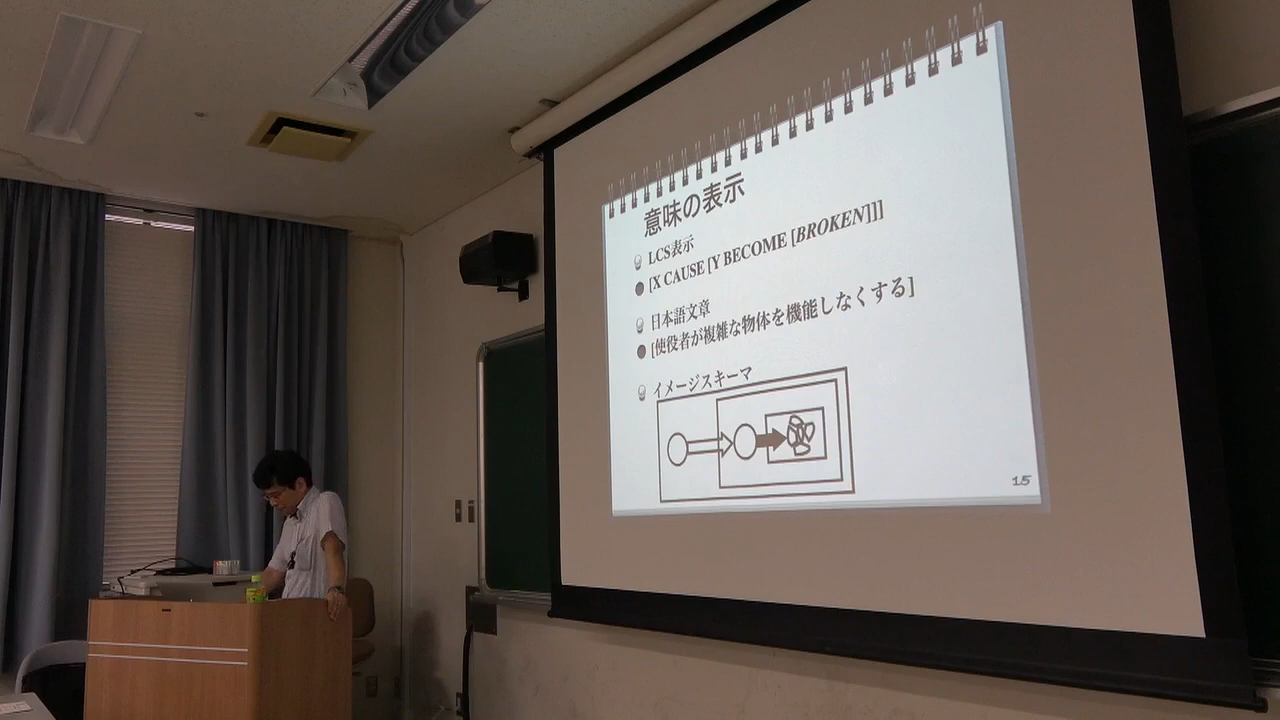 意味の表示
LCS表示
[X CAUSE [Y BECOME [BROKEN]]]
日本語文章
[使役者が複雑な物体を機能しなくする]
イメージスキーマ
15